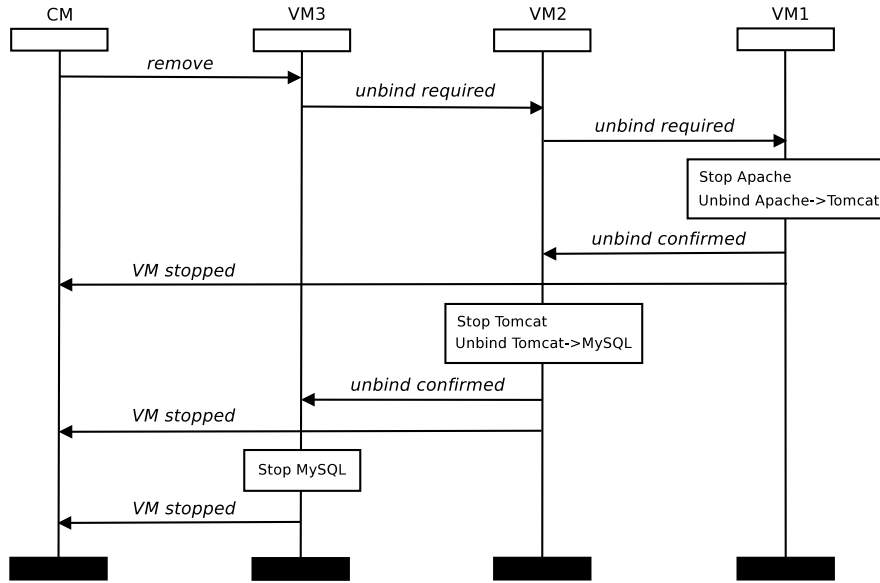 CM
VM3
VM2
VM1
remove
unbind required
unbind required
Stop Apache
Unbind Apache->Tomcat
unbind confirmed
VM stopped
Stop Tomcat
Unbind Tomcat->MySQL
unbind confirmed
VM stopped
Stop MySQL
VM stopped